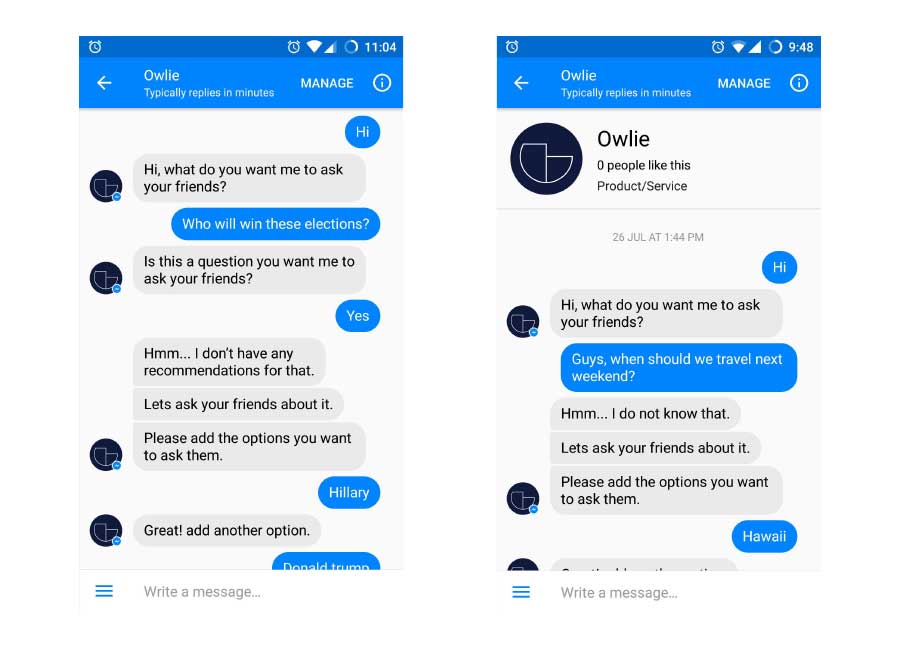 11:04
Owlie
Typically replies in minutes
MANAGE
Hi
Hi, what do you want me to ask
your friends?
Who will win these elections?
Is this a question you want me to
ask your friends?
Yes
Hmm... I don't have any
recommendations for that.
Lets ask your friends about it.
Please add the options you want
to ask them.
Hillary
Great! add another option.
Donald trump
Write a message...
9:48
Owlie
Typically replies in minutes
MANAGE
Owlie
0 people like this
Product/Service
26 JUL AT 1:44 PM
Hi
Hi, what do you want me to ask
your friends?
Guys, when should we travel next
weekend?
Hmm... I do not know that.
Lets ask your friends about it.
Please add the options you want
to ask them.
Hawaii
Write a message...